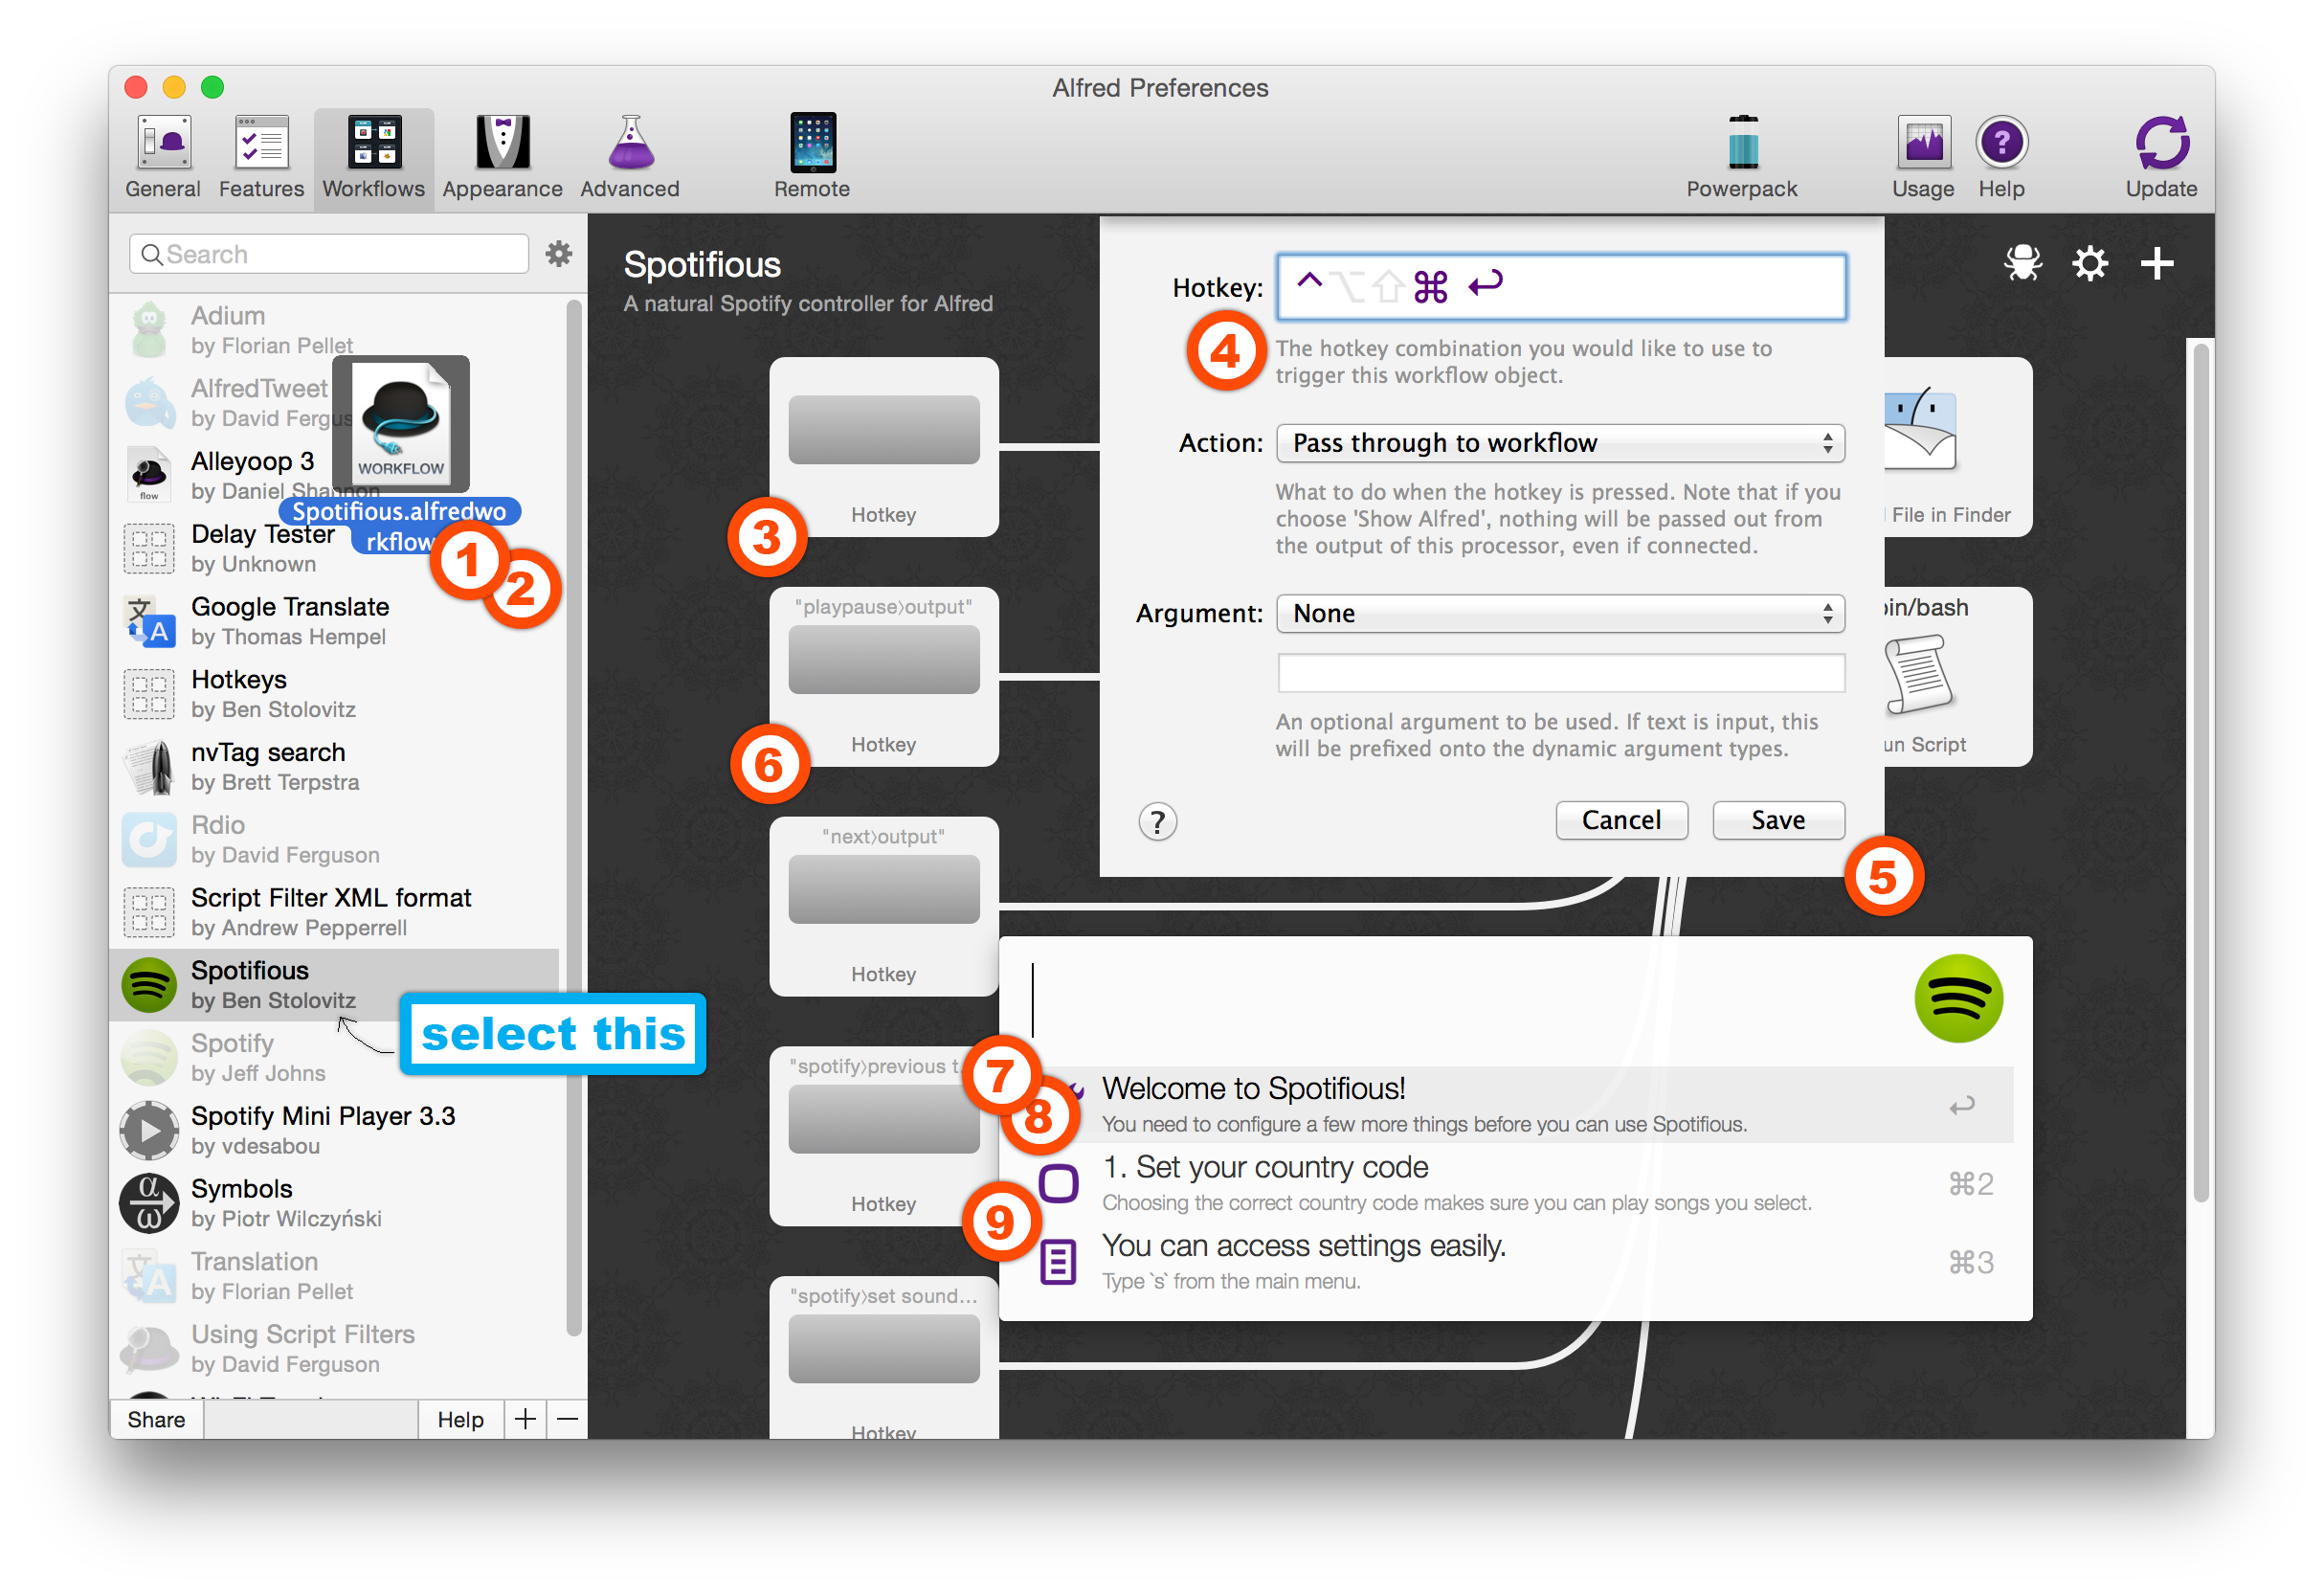 Alfred Preferences
General
Features
Workflows
Appearance
Advanced
Remote
Powerpack
Usage
Help
Update
Search
Adium
by Florian Pellet
AlfredTweet
by David Fergus
Alleyoop 3
by Daniel Shannon
flow
WORKFLOW
Spotifious.alfredwo
rkflow
1
2
Delay Tester
by Unknown
Google Translate
by Thomas Hempel
Hotkeys
by Ben Stolovitz
nvTag search
by Brett Terpstra
Rdio
by David Ferguson
Script Filter XML format
by Andrew Pepperrell
Spotifious
by Ben Stolovitz
select this
Spotify
by Jeff Johns
Spotify Mini Player 3.3
by vdesabou
Symbols
by Piotr Wilczyński
Translation
by Florian Pellet
Using Script Filters
by David Ferguson
Share
Help
Spotifious
A natural Spotify controller for Alfred
Hotkey
3
"playpause⟩output"
Hotkey
6
"next⟩output"
Hotkey
"spotify⟩previous t...
Hotkey
"spotify⟩set sound...
Hotkey
Hotkey: ^⌥⇧⌘ ↩
4
The hotkey combination you would like to use to
trigger this workflow object.
Action: Pass through to workflow
What to do when the hotkey is pressed. Note that if you
choose 'Show Alfred', nothing will be passed out from
the output of this processor, even if connected.
Argument: None
An optional argument to be used. If text is input, this
will be prefixed onto the dynamic argument types.
?
Cancel
Save
5
File in Finder
bin/bash
un Script
7
8
Welcome to Spotifious!
You need to configure a few more things before you can use Spotifious.
↩
1. Set your country code
Choosing the correct country code makes sure you can play songs you select.
⌘2
9
You can access settings easily.
Type `s` from the main menu.
⌘3